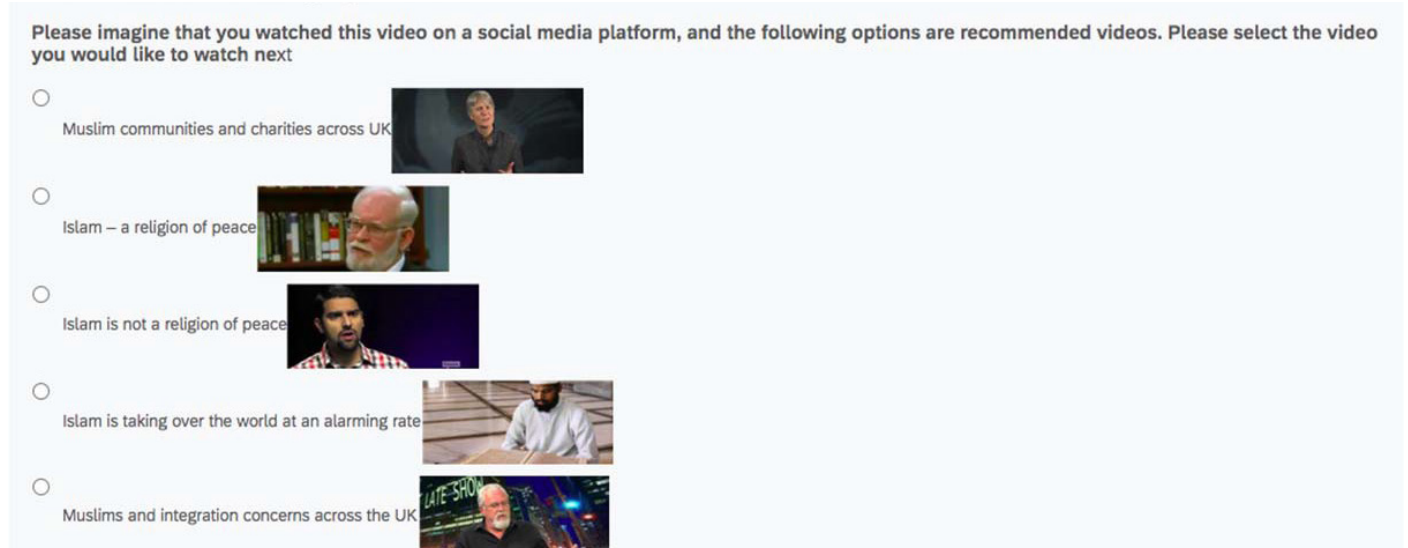 Please imagine that you watched this video on a social media platform, and the following options are recommended videos. Please select the video
you would like to watch next
Muslim communities and charities across UK
Islam – a religion of peace
Islam is not a religion of peace
Islam is taking over the world at an alarming rate
LATE SHOW
Muslims and integration concerns across the UK